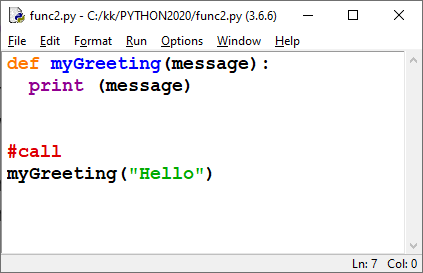 func2.py - C:/kk/PYTHON2020/func2.py (3.6.6)
File Edit Format Run Options Window Help
def myGreeting(message):
  print (message)
#call
myGreeting("Hello")
Ln: 7 Col: 0